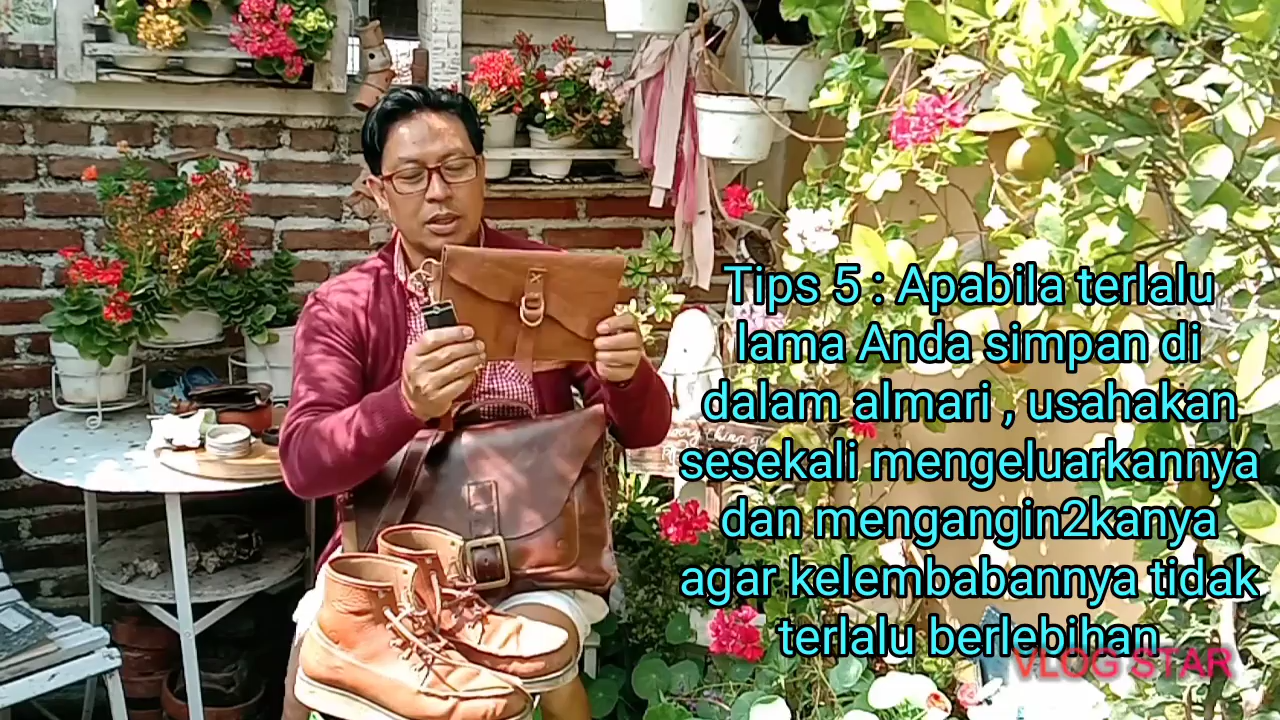 Tips 5 : Apabila terlalu
lama Anda simpan di
dalam almari , usahakan
sesekali mengeluarkannya
dan mengangin2kanya
agar kelembabannya tidak
terlalu berlebihan
VLOG STAR